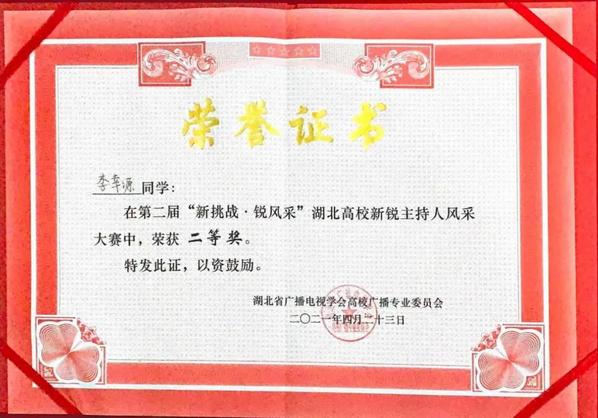 荣誉证书
李幸源 同学：
在第二届“新挑战·锐风采”湖北高校新锐主持人风采
大赛中，荣获 二等奖。
特发此证，以资鼓励。
湖北省广播电视学会高校广播专业委员会
二〇二一年四月二十三日